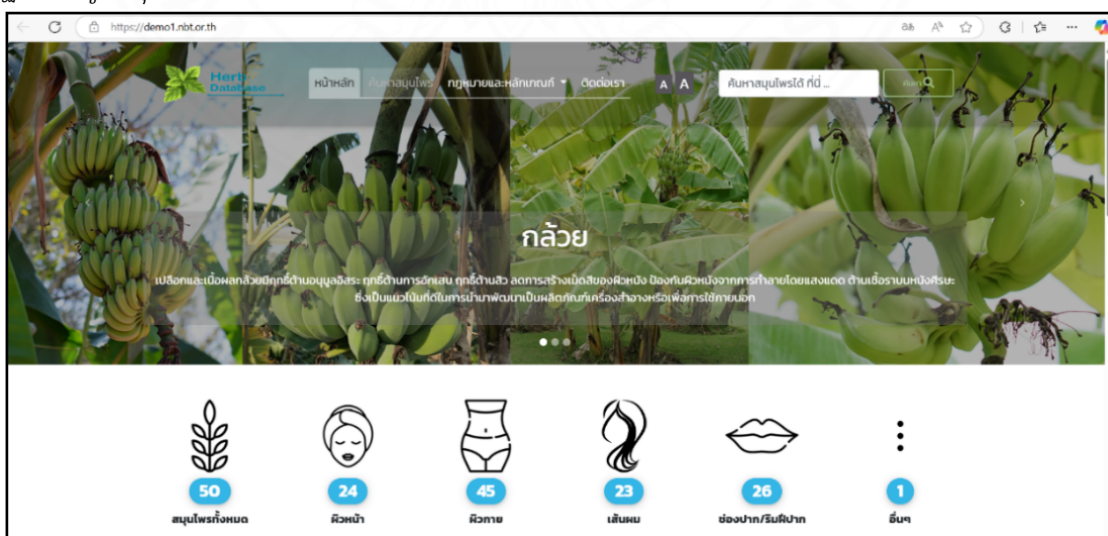 https://demo1.nbt.or.th
Herb
Database
หน้าหลัก
ค้นหาสมุนไพร
กฎหมายและหลักเกณฑ์
ติดต่อเรา
A A
ค้นหาสมุนไพรได้ ที่นี่ ...
ค้นหา
กล้วย
เปลือกและเนื้อผลกล้วยมีฤทธิ์ต้านอนุมูลอิสระ ฤทธิ์ต้านการอักเสบ ฤทธิ์ต้านสิว ลดการสร้างเม็ดสีของผิวหนัง ป้องกันผิวหนังจากการทำลายโดยแสงแดด ต้านเชื้อราบนหนังศีรษะ
ซึ่งเป็นแนวโน้มที่ดีในการนำมาพัฒนาเป็นผลิตภัณฑ์เครื่องสำอางหรือเพื่อการใช้ภายนอก
50
สมุนไพรทั้งหมด
24
ผิวหน้า
45
ผิวกาย
23
เส้นผม
26
ช่องปาก/ริมฝีปาก
1
อื่นๆ